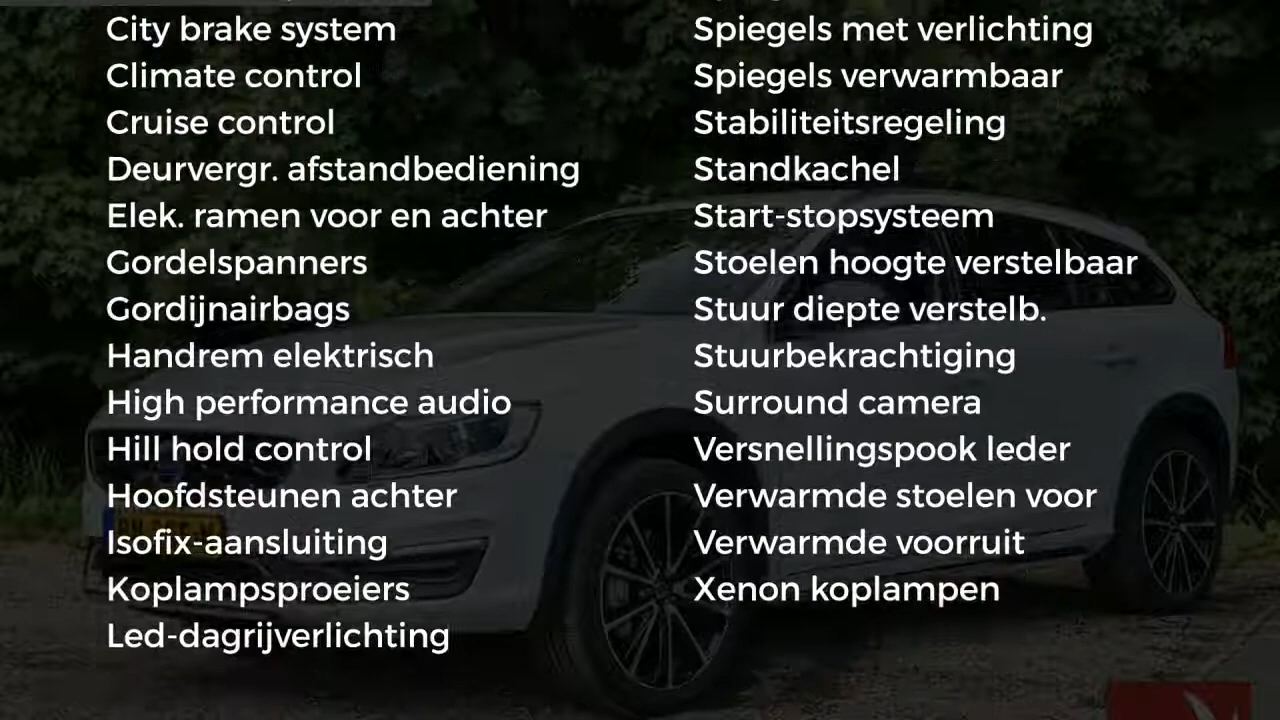 City brake system
Climate control
Cruise control
Deurvergr. afstandbediening
Elek. ramen voor en achter
Gordelspanners
Gordijnairbags
Handrem elektrisch
High performance audio
Hill hold control
Hoofdsteunen achter
Isofix-aansluiting
Koplampsproeiers
Led-dagrijverlichting
Spiegels met verlichting
Spiegels verwarmbaar
Stabiliteitsregeling
Standkachel
Start-stopsysteem
Stoelen hoogte verstelbaar
Stuur diepte verstelb.
Stuurbekrachtiging
Surround camera
Versnellingspook leder
Verwarmde stoelen voor
Verwarmde voorruit
Xenon koplampen